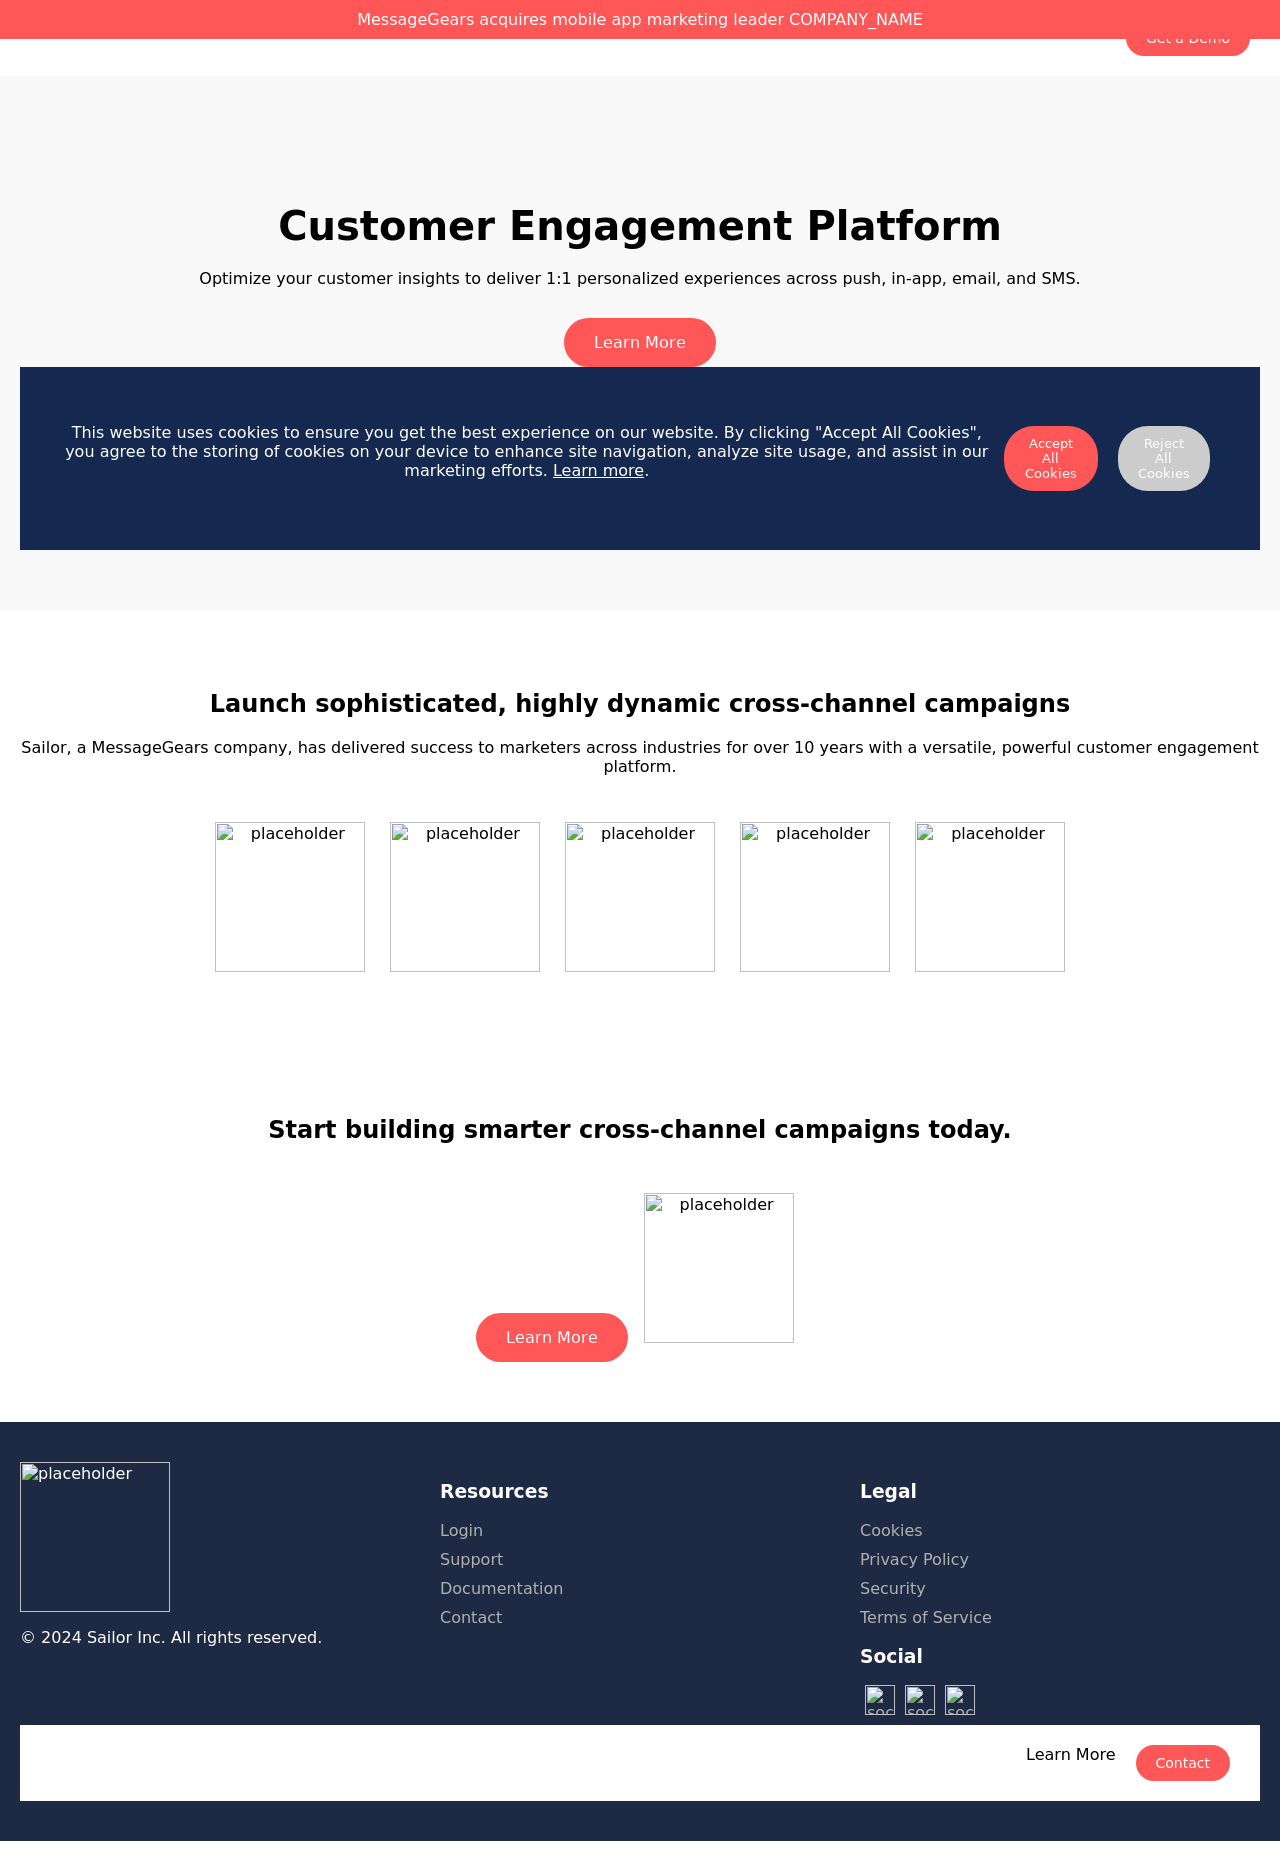 MessageGears acquires mobile app marketing leader COMPANY_NAME
Get a Demo
Customer Engagement Platform
Optimize your customer insights to deliver 1:1 personalized experiences across push, in-app, email, and SMS.
Learn More
This website uses cookies to ensure you get the best experience on our website. By clicking "Accept All Cookies",
you agree to the storing of cookies on your device to enhance site navigation, analyze site usage, and assist in our
marketing efforts. Learn more.
Accept
All
Cookies
Reject
All
Cookies
Launch sophisticated, highly dynamic cross-channel campaigns
Sailor, a MessageGears company, has delivered success to marketers across industries for over 10 years with a versatile, powerful customer engagement
platform.
placeholder
placeholder
placeholder
placeholder
placeholder
Start building smarter cross-channel campaigns today.
Learn More
placeholder
placeholder
© 2024 Sailor Inc. All rights reserved.
Resources
Login
Support
Documentation
Contact
Legal
Cookies
Privacy Policy
Security
Terms of Service
Social
Learn More
Contact